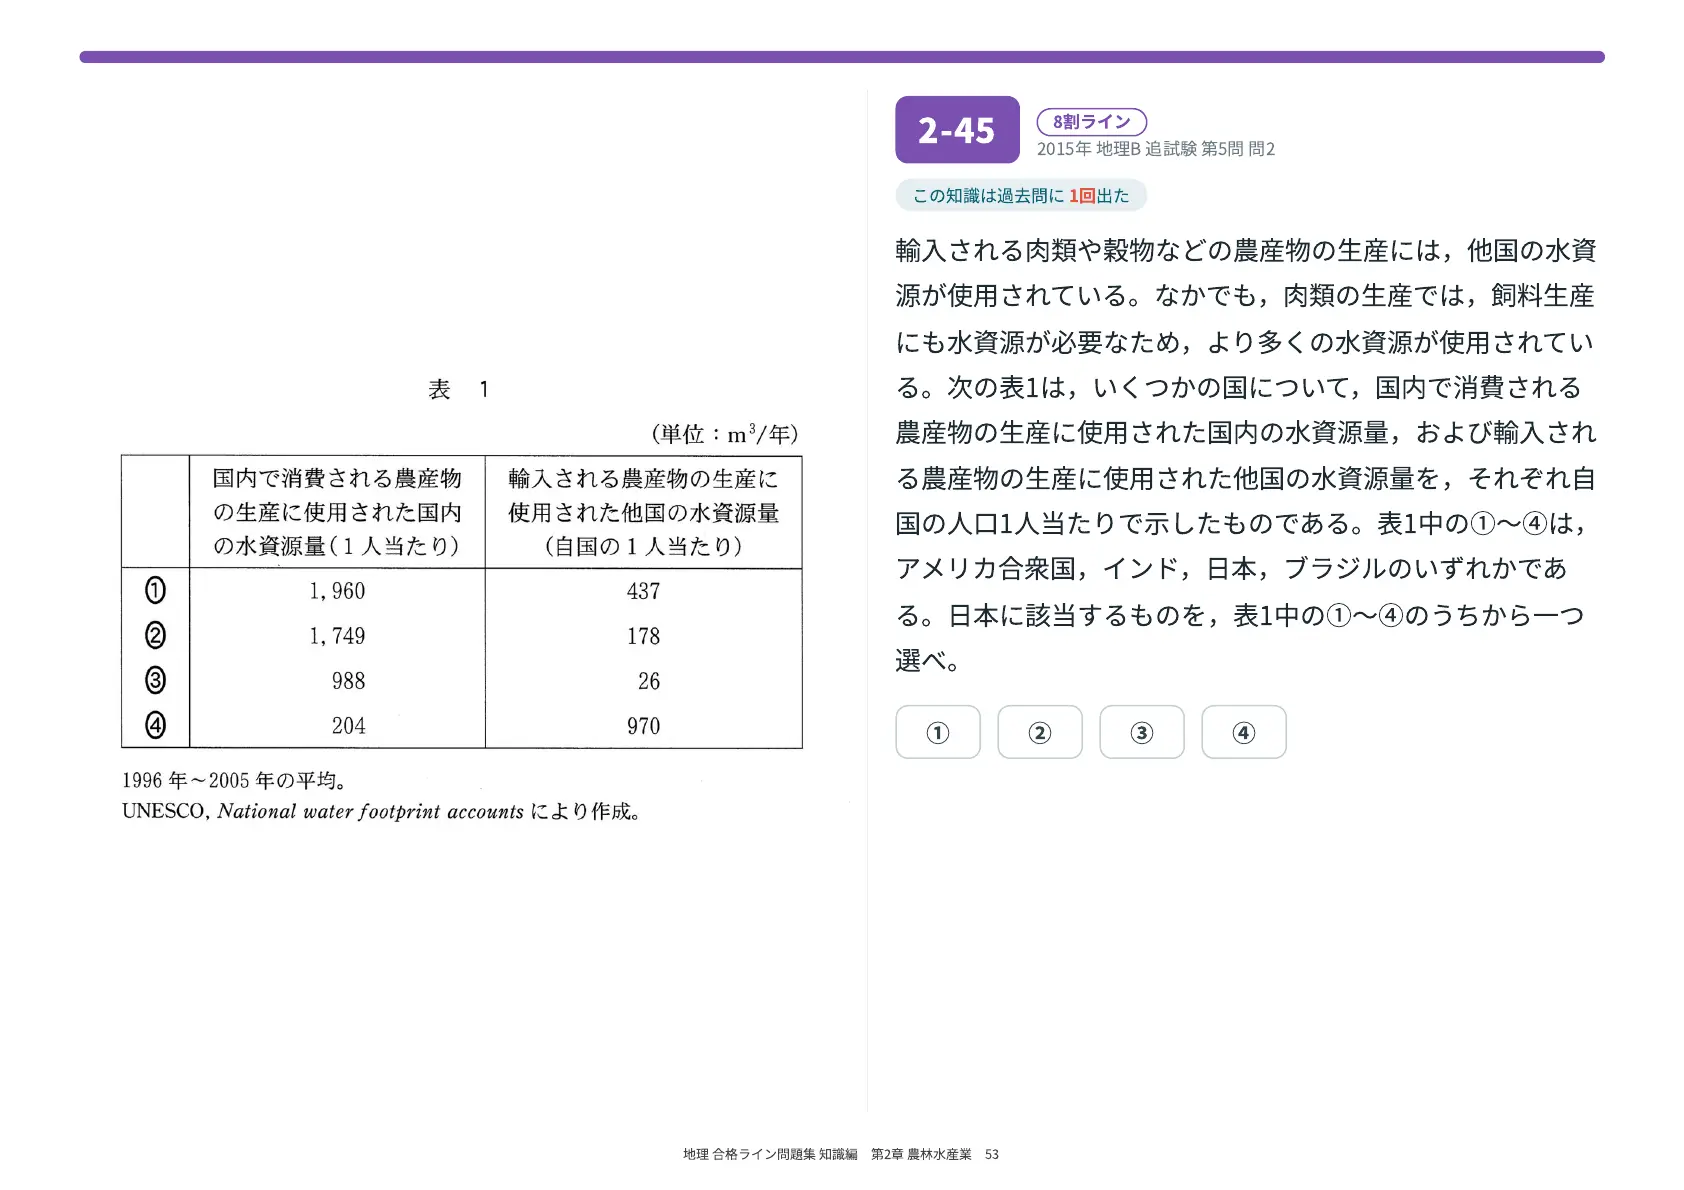 表 1
(単位：m³/年)
国内で消費される農産物の生産に使用された国内の水資源量(1人当たり)
輸入される農産物の生産に使用された他国の水資源量(自国の1人当たり)
① 1,960 437
② 1,749 178
③ 988 26
④ 204 970
1996年～2005年の平均。
UNESCO, National water footprint accounts により作成。
2-45
8割ライン
2015年 地理B 追試験 第5問 問2
この知識は過去問に 1回出た
輸入される肉類や穀物などの農産物の生産には，他国の水資
源が使用されている。なかでも，肉類の生産では，飼料生産
にも水資源が必要なため，より多くの水資源が使用されてい
る。次の表1は，いくつかの国について，国内で消費される
農産物の生産に使用された国内の水資源量，および輸入され
る農産物の生産に使用された他国の水資源量を，それぞれ自
国の人口1人当たりで示したものである。表1中の①～④は，
アメリカ合衆国，インド，日本，ブラジルのいずれかであ
る。日本に該当するものを，表1中の①～④のうちから一つ
選べ。
① ② ③ ④
地理 合格ライン問題集 知識編 第2章 農林水産業 53